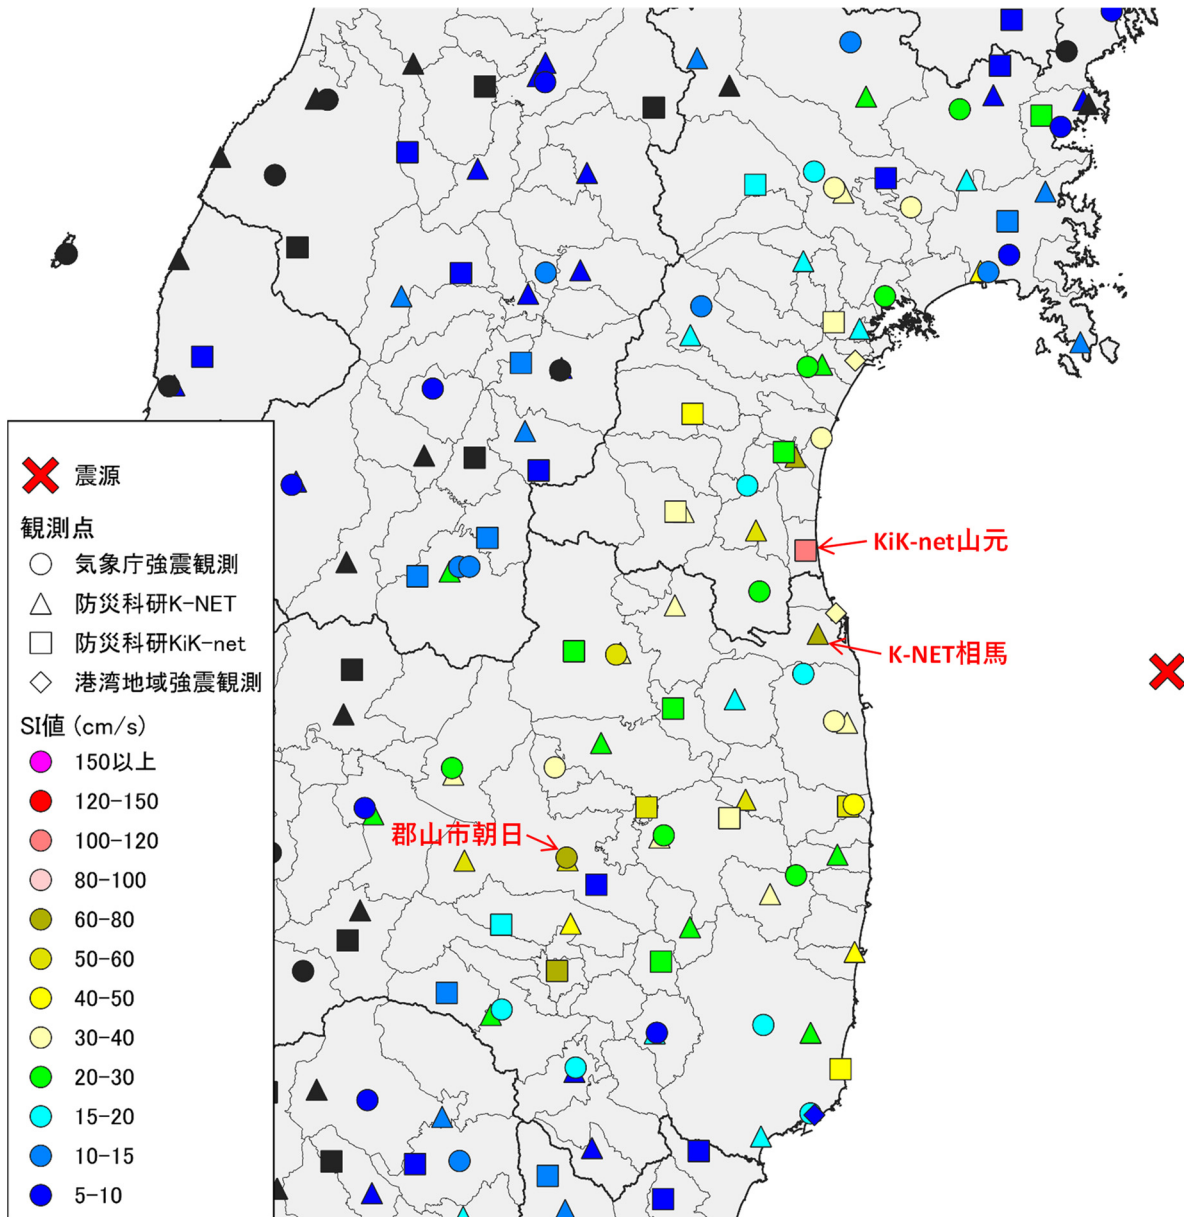 KiK-net山元
K-NET相馬
郡山市朝日
震源
観測点
気象庁強震観測
防災科研K-NET
防災科研KiK-net
港湾地域強震観測
SI値 (cm/s)
150以上
120-150
100-120
80-100
60-80
50-60
40-50
30-40
20-30
15-20
10-15
5-10